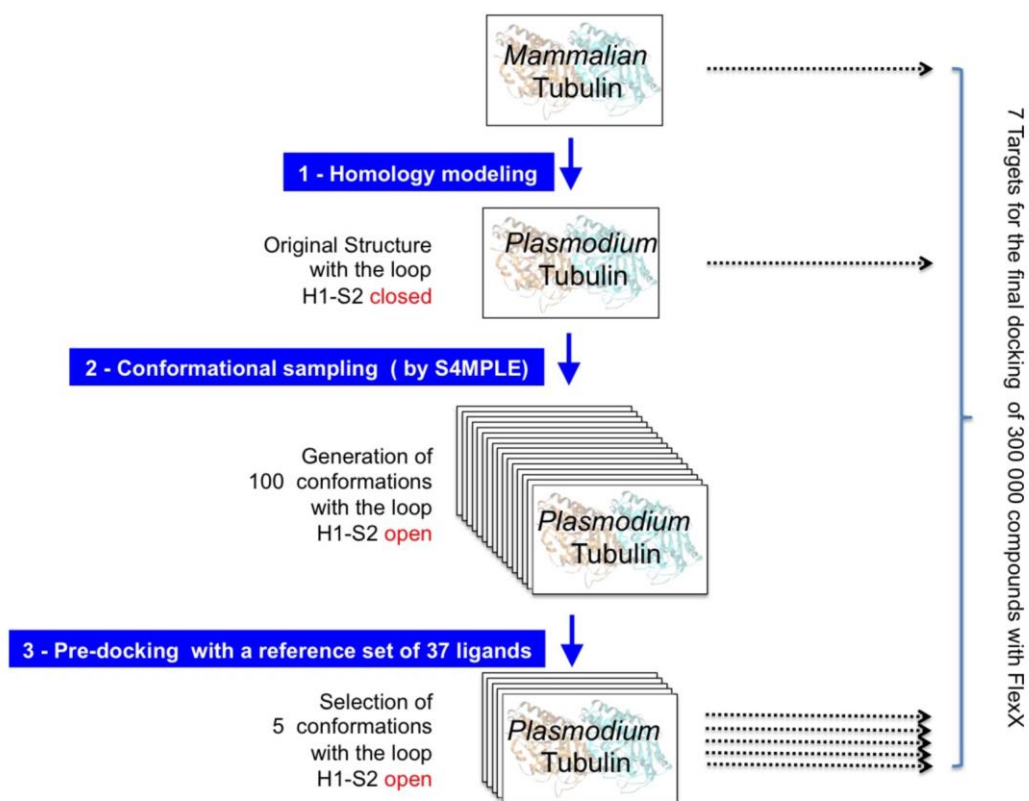 Mammalian
Tubulin
1 - Homology modeling
Original Structure
with the loop
H1-S2 closed
Plasmodium
Tubulin
2 - Conformational sampling ( by S4MPLE)
Generation of
100 conformations
with the loop
H1-S2 open
Plasmodium
Tubulin
3 - Pre-docking with a reference set of 37 ligands
Selection of
5 conformations
with the loop
H1-S2 open
Plasmodium
Tubulin
7 Targets for the final docking of 300 000 compounds with FlexX